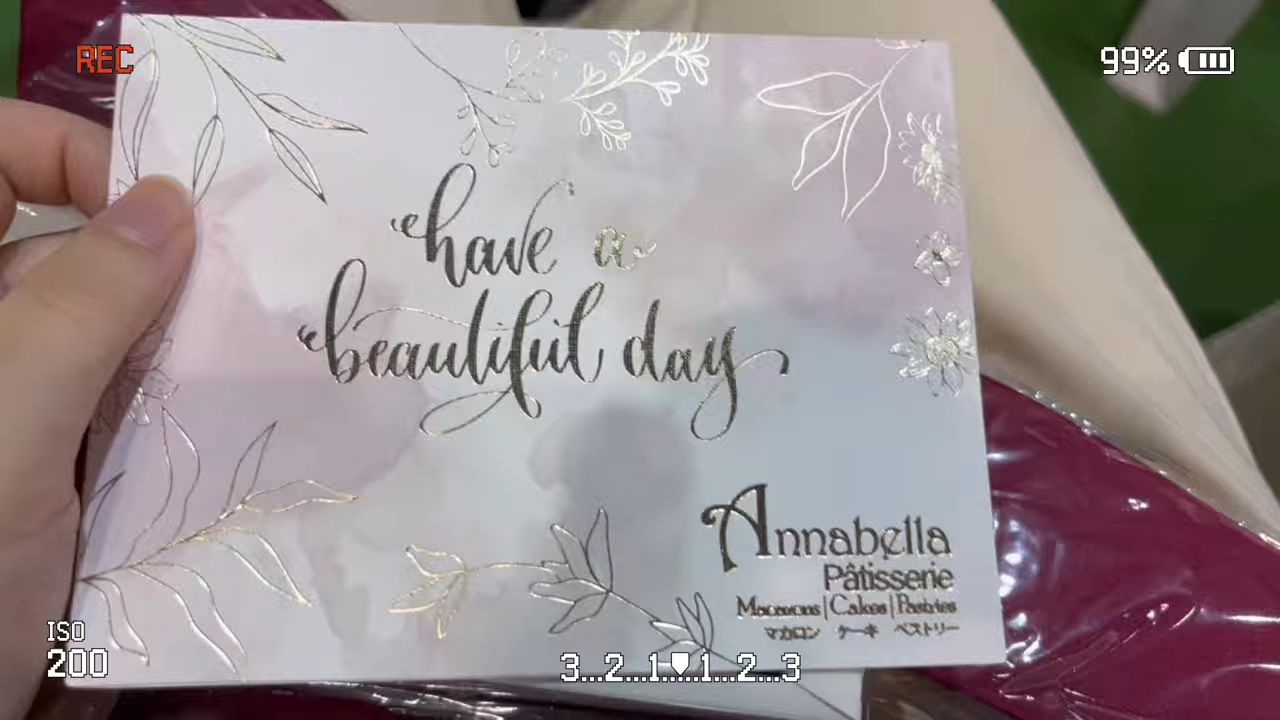 REC
99%
have a
beautiful day
Annabella
Pâtisserie
Macarons | Cakes | Pastries
マカロン ケーキ ペストリー
ISO
200
3...2...1.....1...2...3